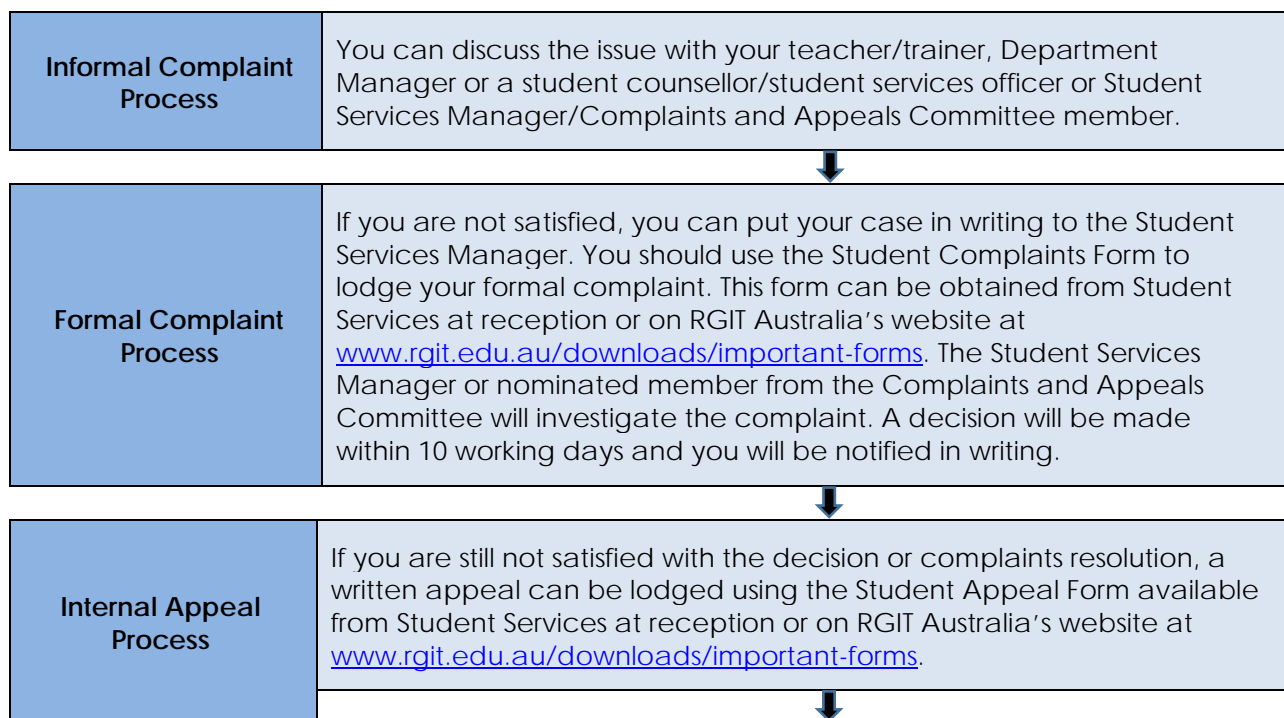 Informal Complaint
Process
You can discuss the issue with your teacher/trainer, Department
Manager or a student counsellor/student services officer or Student
Services Manager/Complaints and Appeals Committee member.
Formal Complaint
Process
If you are not satisfied, you can put your case in writing to the Student
Services Manager. You should use the Student Complaints Form to
lodge your formal complaint. This form can be obtained from Student
Services at reception or on RGIT Australia’s website at
www.rgit.edu.au/downloads/important-forms. The Student Services
Manager or nominated member from the Complaints and Appeals
Committee will investigate the complaint. A decision will be made
within 10 working days and you will be notified in writing.
Internal Appeal
Process
If you are still not satisfied with the decision or complaints resolution, a
written appeal can be lodged using the Student Appeal Form available
from Student Services at reception or on RGIT Australia’s website at
www.rgit.edu.au/downloads/important-forms.